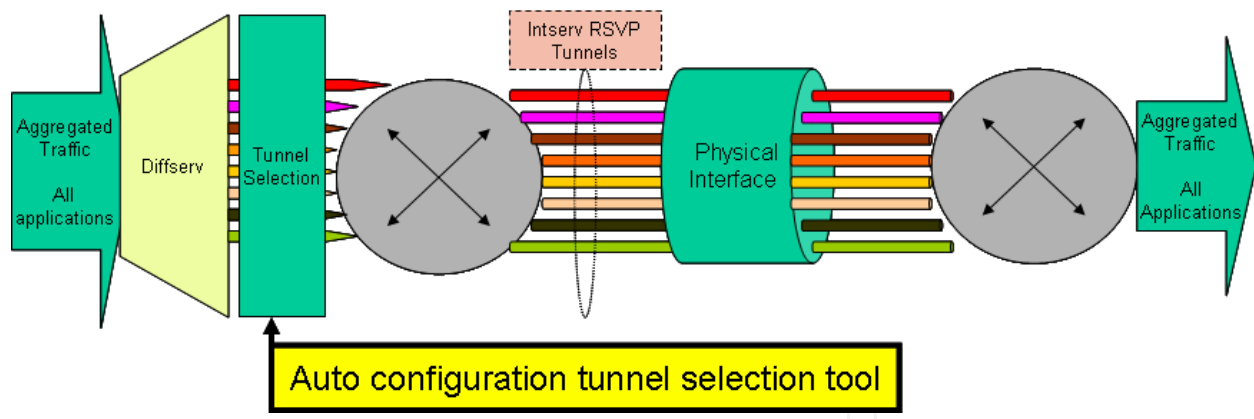 Aggregated
Traffic
All
applications
Diffserv
Tunnel
Selection
Intserv RSVP
Tunnels
Physical
Interface
Aggregated
Traffic
All
Applications
Auto configuration tunnel selection tool